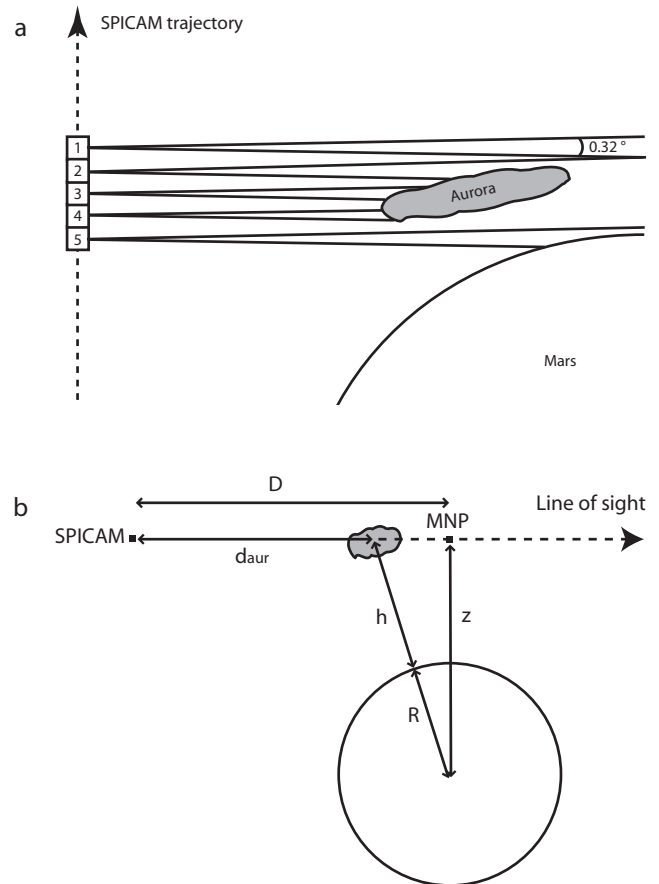 a
SPICAM trajectory
1
0.32 °
2
3
Aurora
4
5
Mars
b
D
Line of sight
SPICAM
MNP
daur
h
z
R